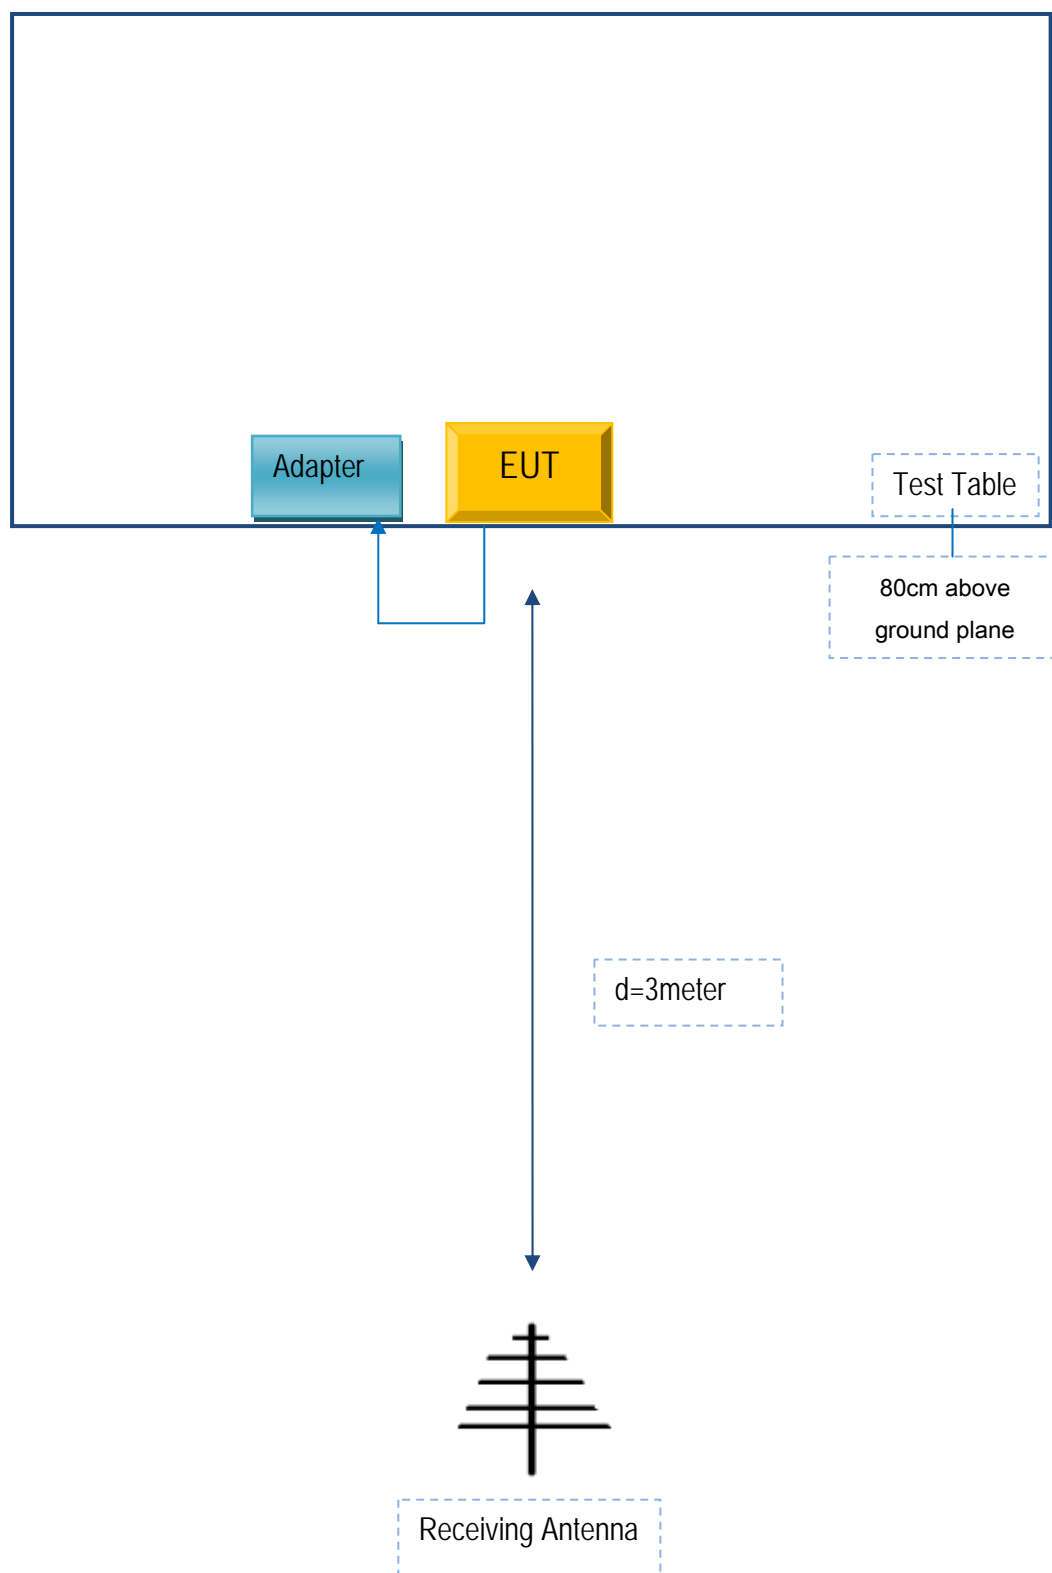 Adapter
EUT
Test Table
80cm above
ground plane
d=3meter
Receiving Antenna